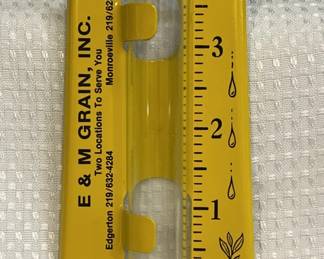 E & M GRAIN, INC.
Two Locations To Serve You
Edgerton 219/632-4284 Monroeville 219/62
3
2
1